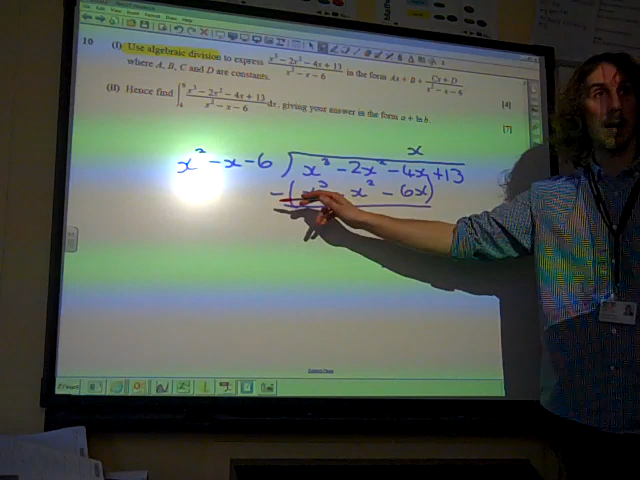 10 (I) Use algebraic division to express x³ − 2x² − 4x + 13 / x² − x − 6 in the form Ax + B + Cx + D / x² − x − 6
where A, B, C and D are constants. [4]
(II) Hence find ∫ x³ − 2x² − 4x + 13 / x² − x − 6 dx, giving your answer in the form a + ln b. [7]
x
x² − x − 6 ) x³ − 2x² − 4x + 13
− ( x³ − x² − 6x )